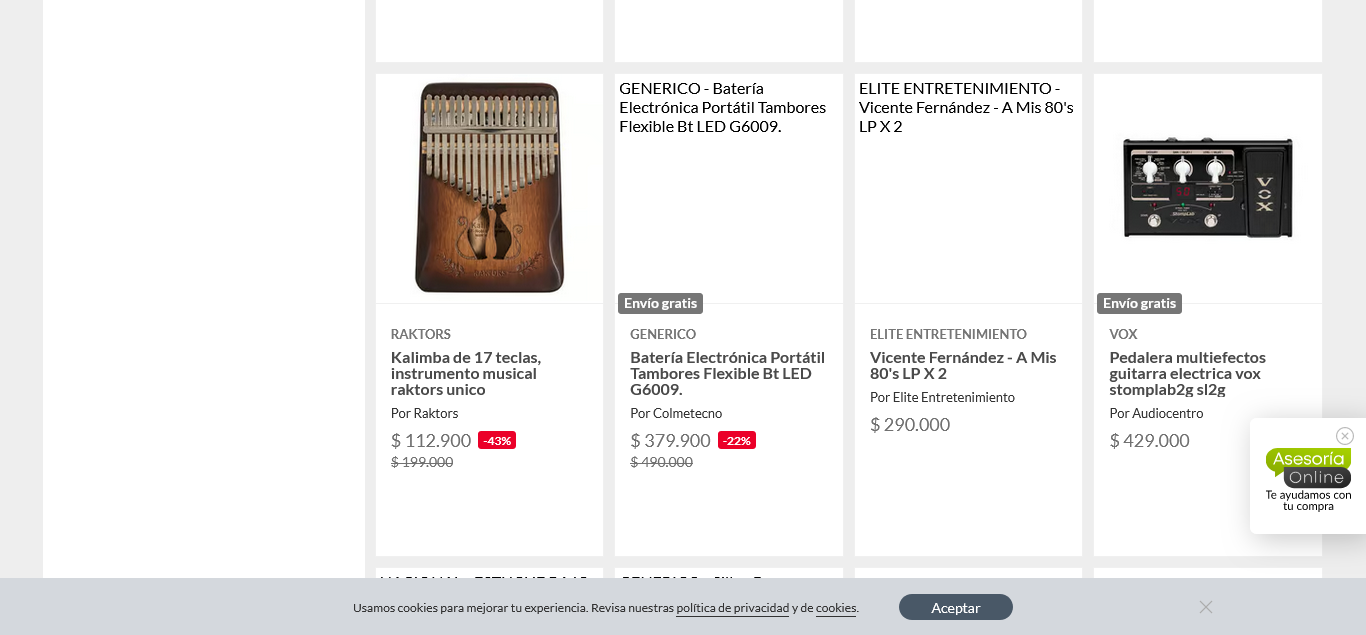 GENERICO - Batería
Electrónica Portátil Tambores
Flexible Bt LED G6009.
ELITE ENTRETENIMIENTO -
Vicente Fernández - A Mis 80's
LP X 2
RAKTORS
VOX
Envío gratis
Envío gratis
RAKTORS
Kalimba de 17 teclas,
instrumento musical
raktors unico
Por Raktors
$ 112.900 -43%
$ 199.000
GENERICO
Batería Electrónica Portátil
Tambores Flexible Bt LED
G6009.
Por Colmetecno
$ 379.900 -22%
$ 490.000
ELITE ENTRETENIMIENTO
Vicente Fernández - A Mis
80's LP X 2
Por Elite Entretenimiento
$ 290.000
VOX
Pedalera multiefectos
guitarra electrica vox
stomplab2g sl2g
Por Audiocentro
$ 429.000
Asesoría
Online
Te ayudamos con
tu compra
Usamos cookies para mejorar tu experiencia. Revisa nuestras política de privacidad y de cookies.
Aceptar